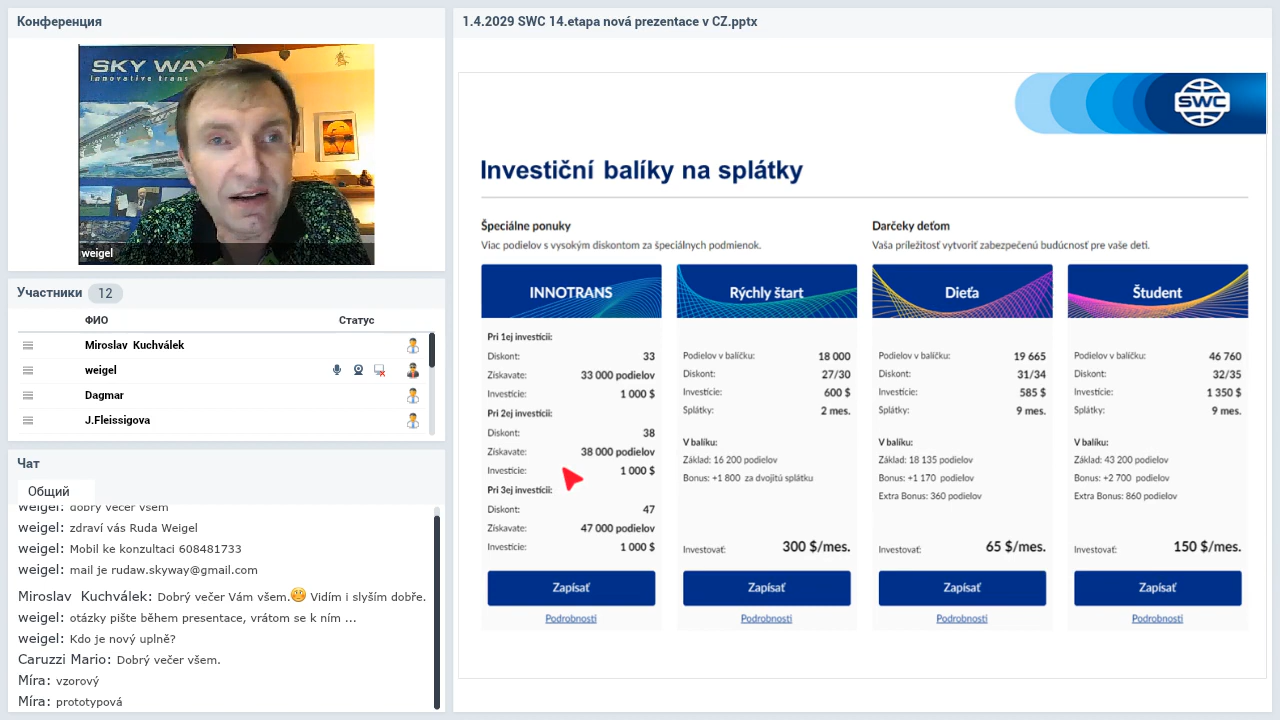 Конференция
SKY WAY
innovative trans
weigel
Участники 12
ФИО Статус
Miroslav Kuchválek
weigel
Dagmar
J.Fleissigova
Чат
Общий
weigel: dobrý večer všem
weigel: zdraví vás Ruda Weigel
weigel: Mobil ke konzultaci 608481733
weigel: mail je rudaw.skyway@gmail.com
Miroslav Kuchválek: Dobrý večer Vám všem. Vidím i slyším dobře.
weigel: otázky pište během presentace, vrátom se k ním ...
weigel: Kdo je nový uplně?
Caruzzi Mario: Dobrý večer všem.
Míra: vzorový
Míra: prototypová
1.4.2029 SWC 14.etapa nová prezentace v CZ.pptx
SWC
Investiční balíky na splátky
Špeciálne ponuky
Viac podielov s vysokým diskontom za špeciálnych podmienok.
Darčeky deťom
Vaša príležitosť vytvoriť zabezpečenú budúcnosť pre vaše deti.
INNOTRANS
Pri 1ej investícii:
Diskont: 33
Získavate: 33 000 podielov
Investície: 1 000 $
Pri 2ej investícii:
Diskont: 38
Získavate: 38 000 podielov
Investície: 1 000 $
Pri 3ej investícii:
Diskont: 47
Získavate: 47 000 podielov
Investície: 1 000 $
Zapísať
Podrobnosti
Rýchly štart
Podielov v balíčku: 18 000
Diskont: 27/30
Investície: 600 $
Splátky: 2 mes.
V balíku:
Základ: 16 200 podielov
Bonus: +1 800 za dvojitú splátku
Investovať: 300 $/mes.
Zapísať
Podrobnosti
Dieťa
Podielov v balíčku: 19 665
Diskont: 31/34
Investície: 585 $
Splátky: 9 mes.
V balíku:
Základ: 18 135 podielov
Bonus: +1 170 podielov
Extra Bonus: 360 podielov
Investovať: 65 $/mes.
Zapísať
Podrobnosti
Študent
Podielov v balíčku: 46 760
Diskont: 32/35
Investície: 1 350 $
Splátky: 9 mes.
V balíku:
Základ: 43 200 podielov
Bonus: +2 700 podielov
Extra Bonus: 860 podielov
Investovať: 150 $/mes.
Zapísať
Podrobnosti